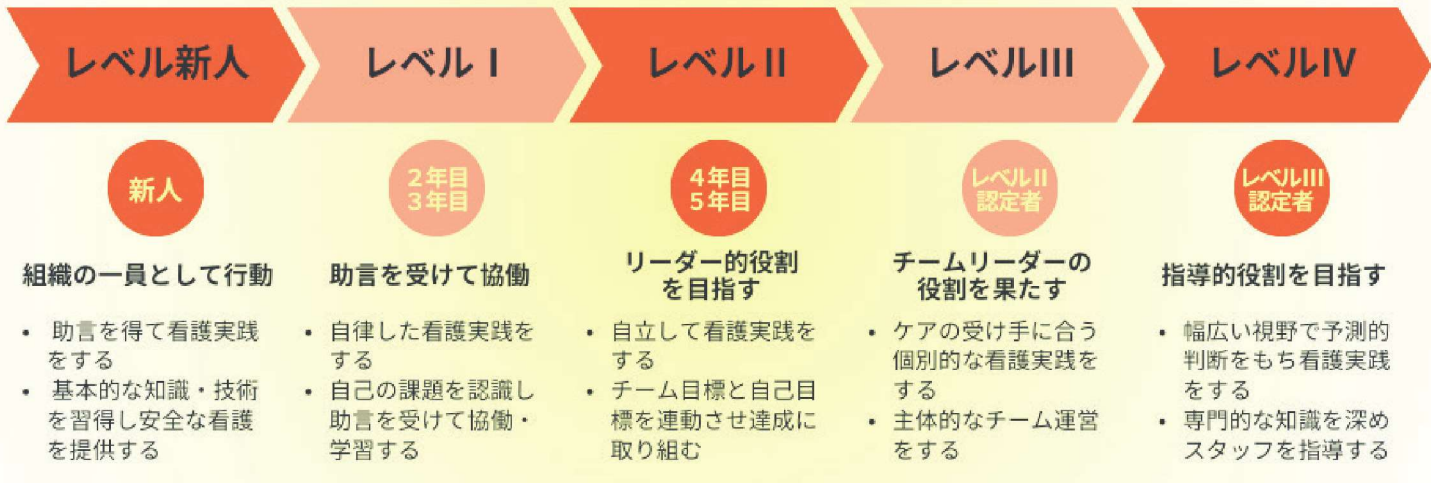 レベル新人
レベルⅠ
レベルⅡ
レベルⅢ
レベルⅣ
新人
2年目
3年目
4年目
5年目
レベルⅡ
認定者
レベルⅢ
認定者
組織の一員として行動
• 助言を得て看護実践
をする
• 基本的な知識・技術
を習得し安全な看護
を提供する
助言を受けて協働
• 自律した看護実践を
する
• 自己の課題を認識し
助言を受けて協働・
学習する
リーダー的役割
を目指す
• 自立して看護実践を
する
• チーム目標と自己目
標を連動させ達成に
取り組む
チームリーダーの
役割を果たす
• ケアの受け手に合う
個別的な看護実践を
する
• 主体的なチーム運営
をする
指導的役割を目指す
• 幅広い視野で予測的
判断をもち看護実践
をする
• 専門的な知識を深め
スタッフを指導する